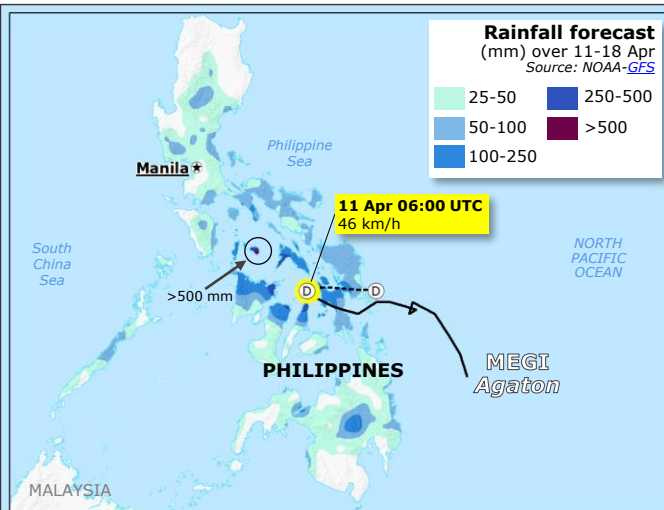 Rainfall forecast
(mm) over 11-18 Apr
Source: NOAA-GFS
25-50
250-500
50-100
>500
100-250
Philippine
Sea
Manila
11 Apr 06:00 UTC
46 km/h
South
China
Sea
NORTH
PACIFIC
OCEAN
>500 mm
D
D
MEGI
Agaton
PHILIPPINES
MALAYSIA